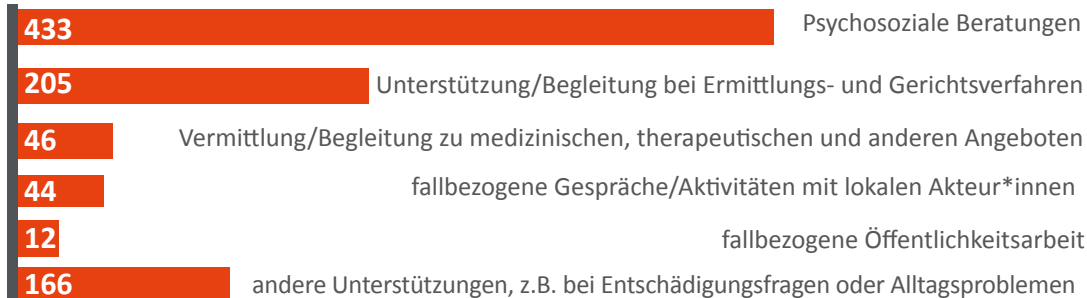 433 Psychosoziale Beratungen
205 Unterstützung/Begleitung bei Ermittlungs- und Gerichtsverfahren
46 Vermittlung/Begleitung zu medizinischen, therapeutischen und anderen Angeboten
44 fallbezogene Gespräche/Aktivitäten mit lokalen Akteur*innen
12 fallbezogene Öffentlichkeitsarbeit
166 andere Unterstützungen, z.B. bei Entschädigungsfragen oder Alltagsproblemen